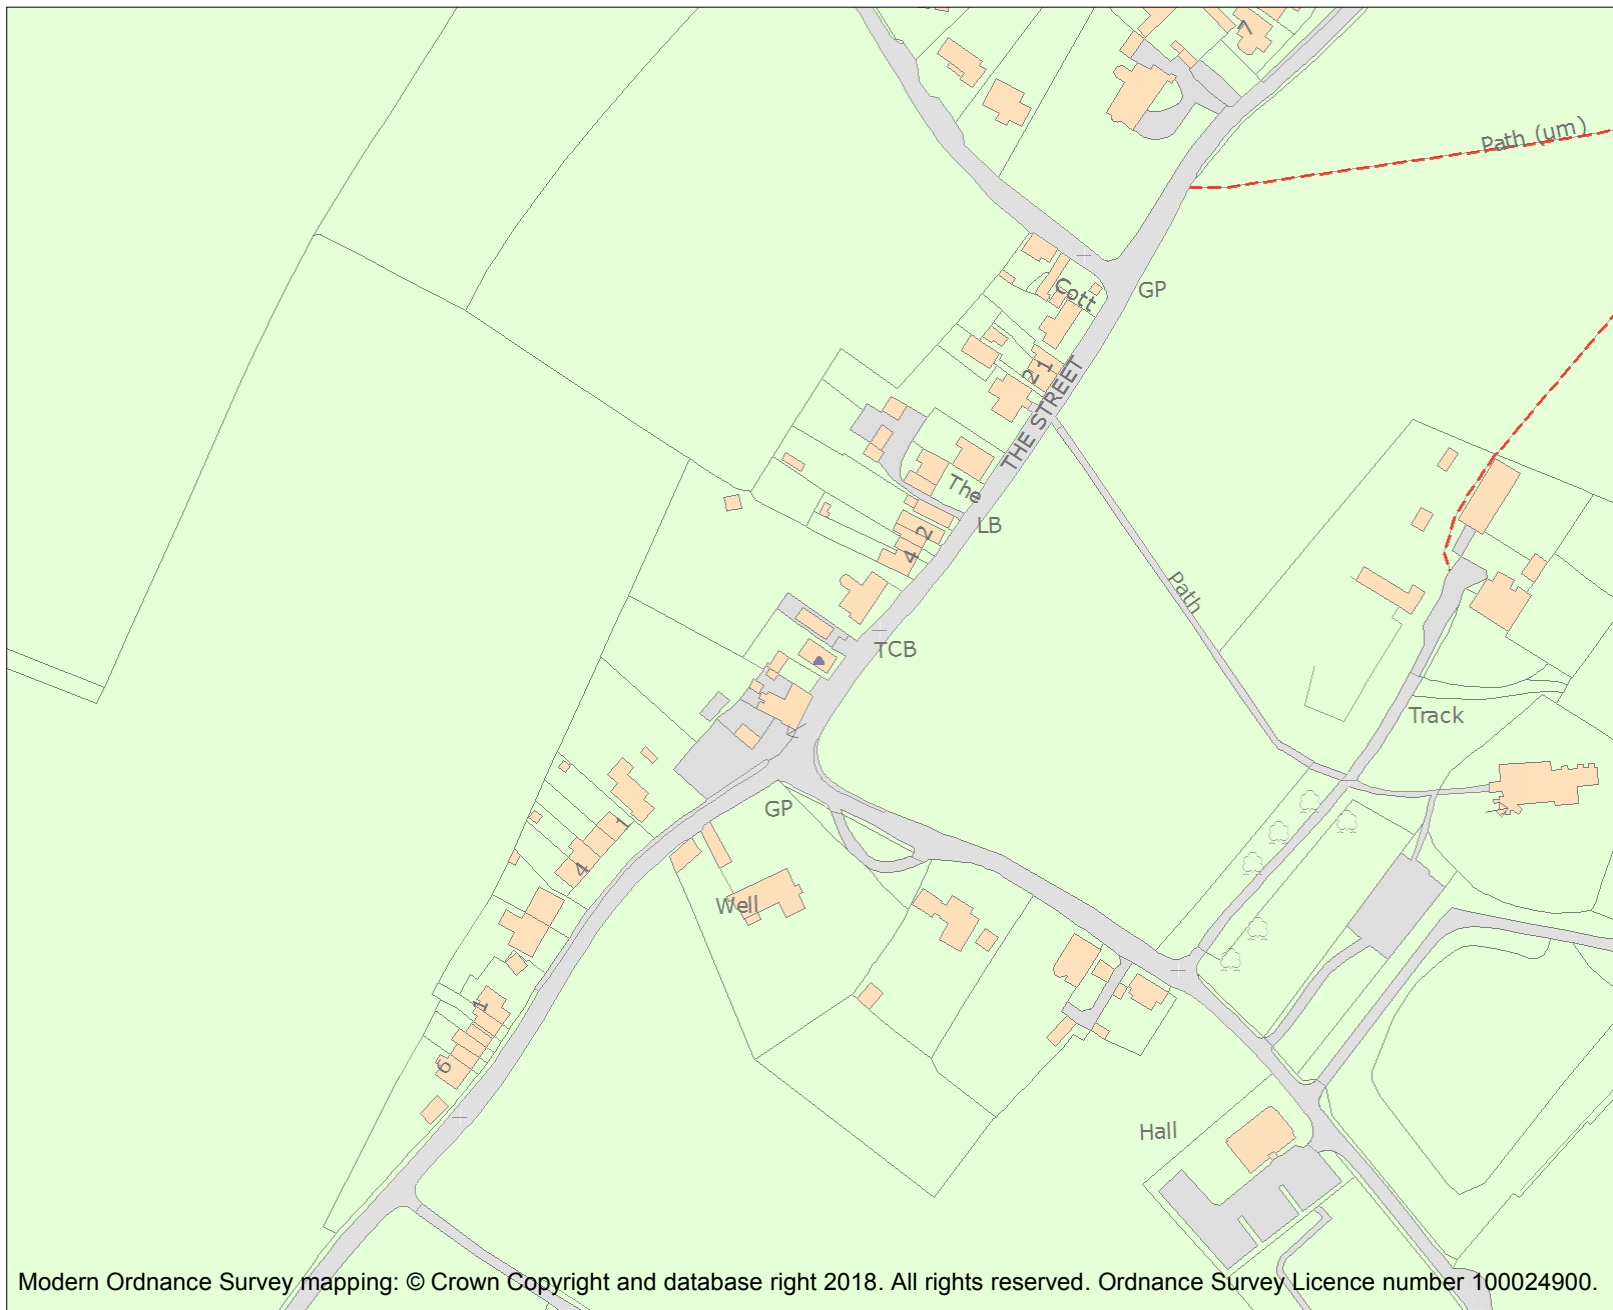 7
Path (um)
Cott
GP
2 1
THE STREET
The
LB
2
4
Path
TCB
Track
GP
1
4
Well
1
6
Hall
Modern Ordnance Survey mapping: © Crown Copyright and database right 2018. All rights reserved. Ordnance Survey Licence number 100024900.